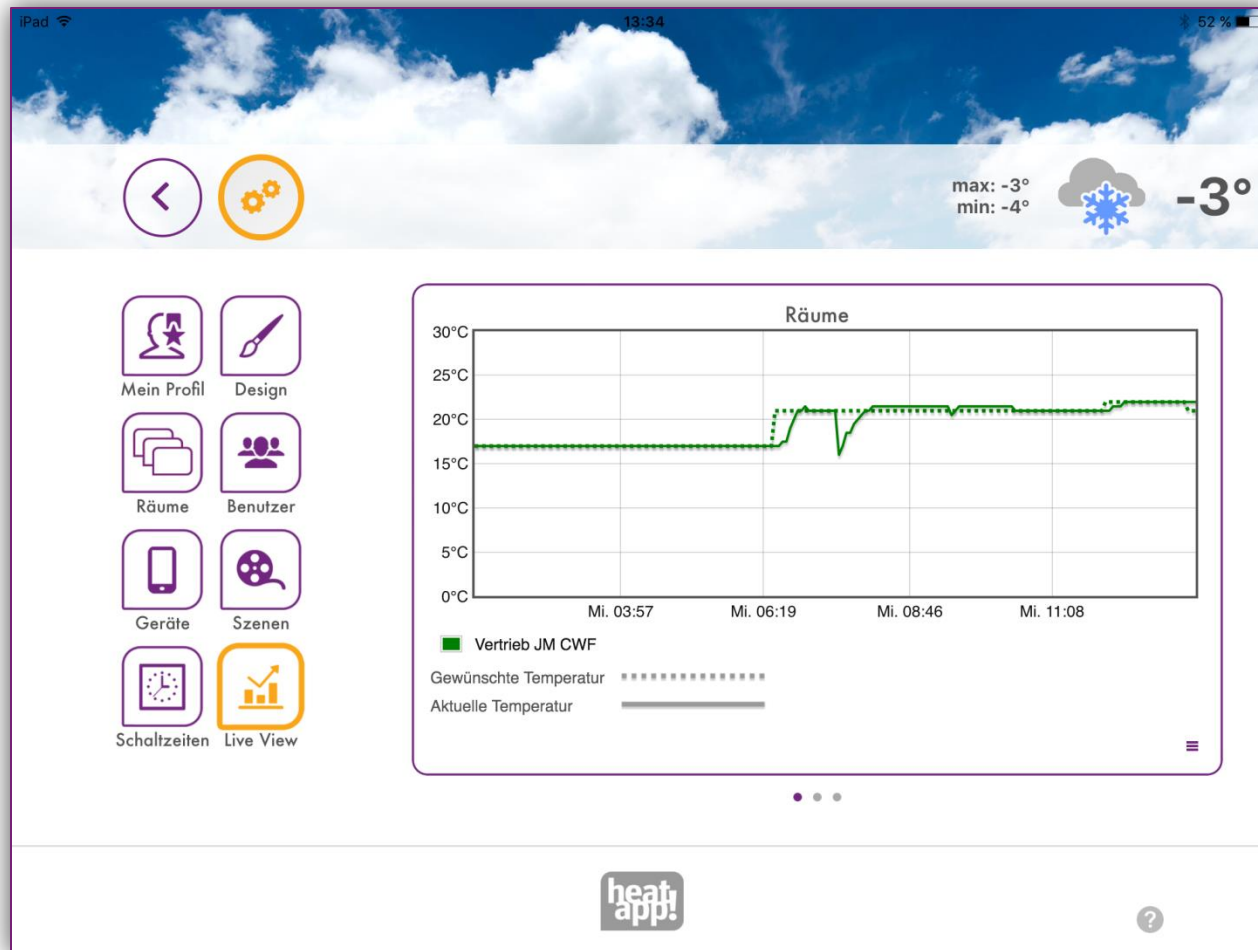 iPad 13:34 52 %
max: -3°
min: -4°
-3°
Mein Profil Design
Räume Benutzer
Geräte Szenen
Schaltzeiten Live View
Räume
30°C
25°C
20°C
15°C
10°C
5°C
0°C
Mi. 03:57 Mi. 06:19 Mi. 08:46 Mi. 11:08
Vertrieb JM CWF
Gewünschte Temperatur
Aktuelle Temperatur
heat
app!
?